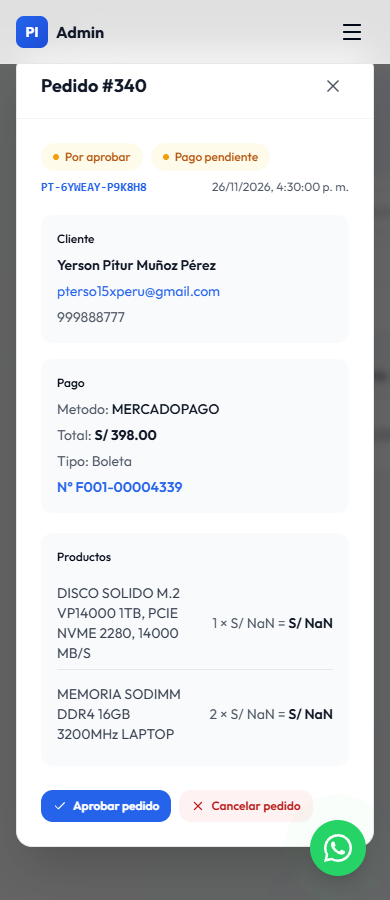 PI Admin
Pedido #340
Por aprobar
Pago pendiente
PT-6YWEAY-P9K8H8
26/11/2026, 4:30:00 p. m.
Cliente
Yerson Pítur Muñoz Pérez
pterso15xperu@gmail.com
999888777
Pago
Metodo: MERCADOPAGO
Total: S/ 398.00
Tipo: Boleta
N° F001-00004339
Productos
DISCO SOLIDO M.2
VP14000 1TB, PCIE
NVME 2280, 14000
MB/S
1 × S/ NaN = S/ NaN
MEMORIA SODIMM
DDR4 16GB
3200MHz LAPTOP
2 × S/ NaN = S/ NaN
Aprobar pedido
Cancelar pedido